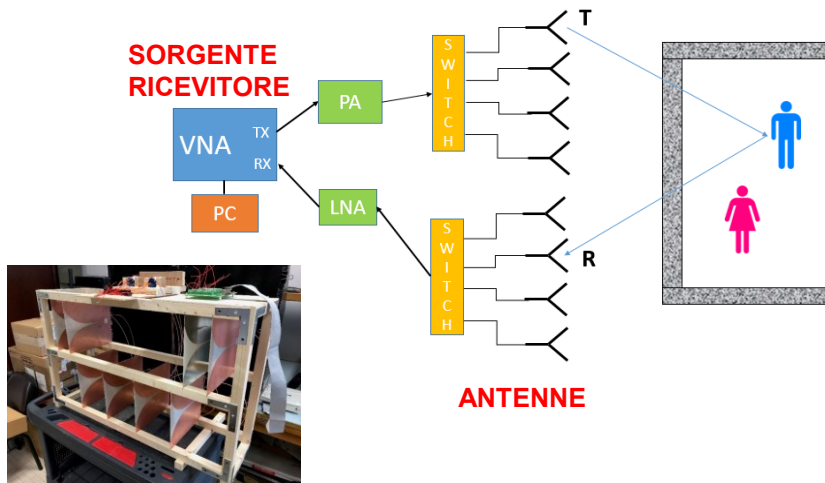 SORGENTE
RICEVITORE
VNA
TX
RX
PC
PA
LNA
SWITCH
SWITCH
T
R
ANTENNE